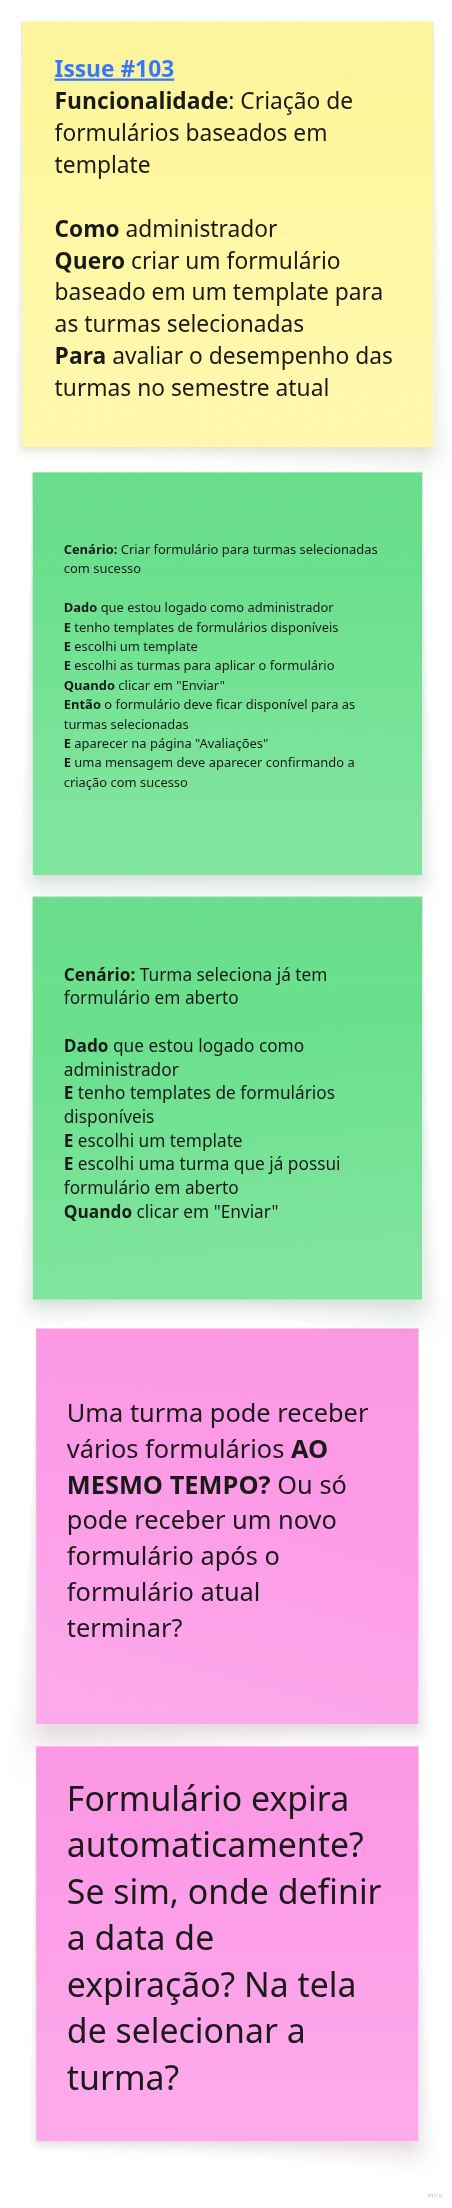 Issue #103
Funcionalidade: Criação de
formulários baseados em
template
Como administrador
Quero criar um formulário
baseado em um template para
as turmas selecionadas
Para avaliar o desempenho das
turmas no semestre atual
Cenário: Criar formulário para turmas selecionadas
com sucesso
Dado que estou logado como administrador
E tenho templates de formulários disponíveis
E escolhi um template
E escolhi as turmas para aplicar o formulário
Quando clicar em "Enviar"
Então o formulário deve ficar disponível para as
turmas selecionadas
E aparecer na página "Avaliações"
E uma mensagem deve aparecer confirmando a
criação com sucesso
Cenário: Turma seleciona já tem
formulário em aberto
Dado que estou logado como
administrador
E tenho templates de formulários
disponíveis
E escolhi um template
E escolhi uma turma que já possui
formulário em aberto
Quando clicar em "Enviar"
Uma turma pode receber
vários formulários AO
MESMO TEMPO? Ou só
pode receber um novo
formulário após o
formulário atual
terminar?
Formulário expira
automaticamente?
Se sim, onde definir
a data de
expiração? Na tela
de selecionar a
turma?
miro